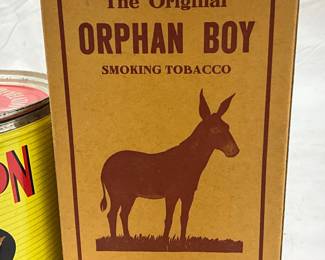 The Original
ORPHAN BOY
SMOKING TOBACCO